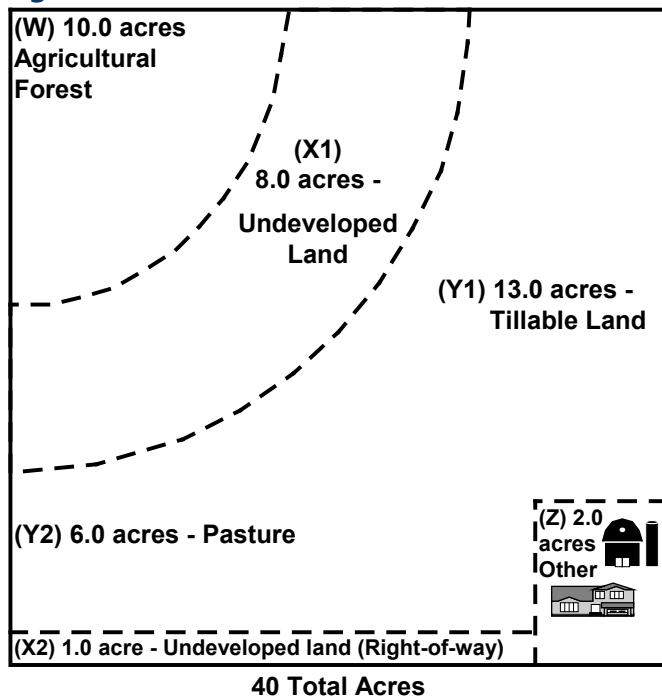 (W) 10.0 acres
Agricultural
Forest
(X1)
8.0 acres -
Undeveloped
Land
(Y1) 13.0 acres -
Tillable Land
(Y2) 6.0 acres - Pasture
(Z) 2.0
acres
Other
(X2) 1.0 acre - Undeveloped land (Right-of-way)
40 Total Acres